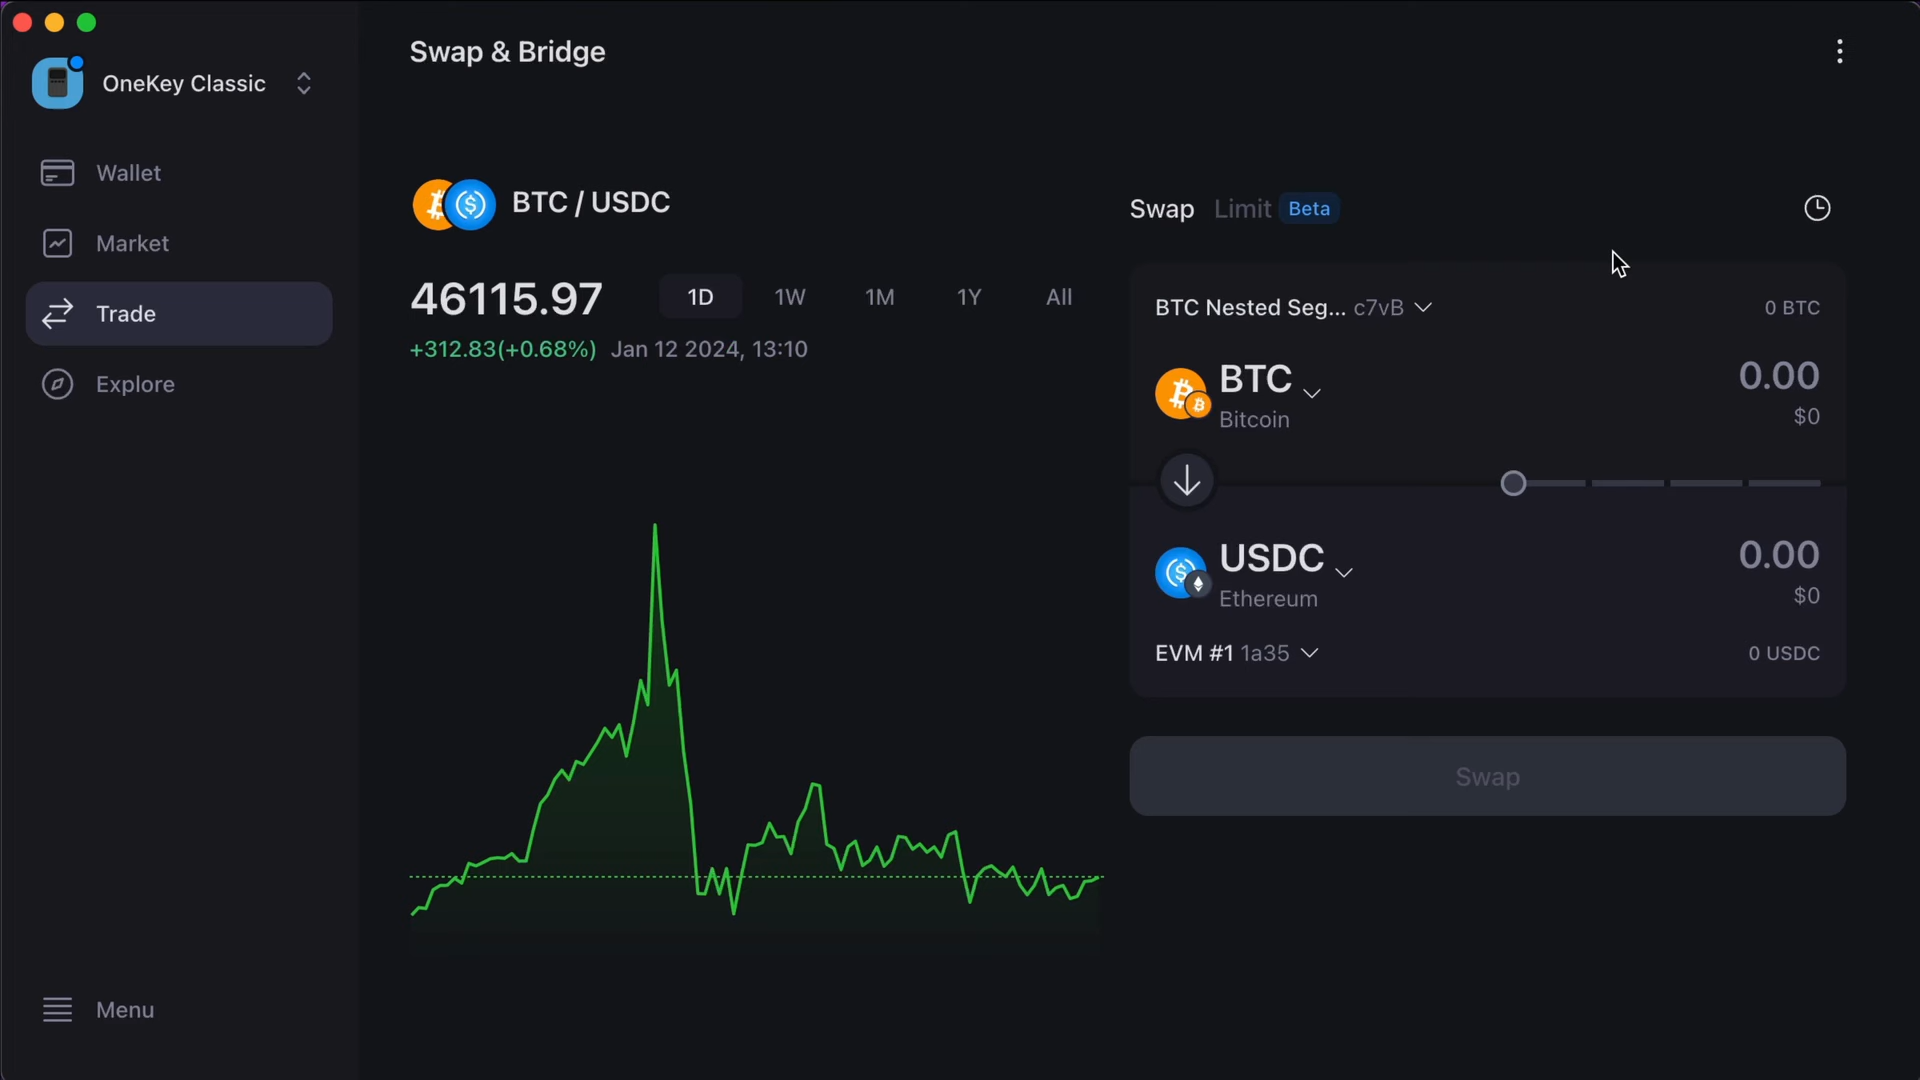 Swap & Bridge
OneKey Classic
Wallet
Market
Trade
Explore
Menu
BTC / USDC
46115.97
1D 1W 1M 1Y All
+312.83(+0.68%) Jan 12 2024, 13:10
Swap Limit Beta
BTC Nested Seg... c7vB
0 BTC
BTC
0.00
Bitcoin
$0
USDC
0.00
Ethereum
$0
EVM #1 1a35
0 USDC
Swap